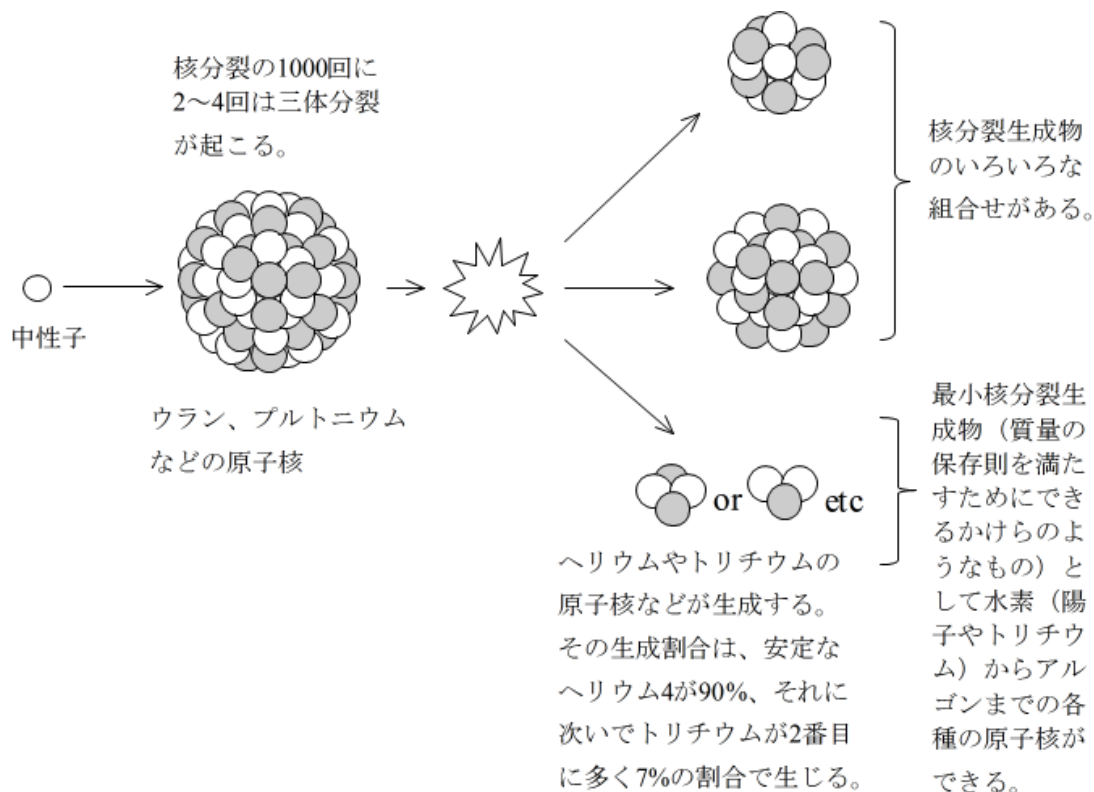 核分裂の1000回に
2～4回は三体分裂
が起こる。
中性子
ウラン、プルトニウム
などの原子核
核分裂生成物
のいろいろな
組合せがある。
or
etc
ヘリウムやトリチウムの
原子核などが生成する。
その生成割合は、安定な
ヘリウム4が90%、それに
次いでトリチウムが2番目
に多く7%の割合で生じる。
最小核分裂生
成物（質量の
保存則を満た
すためにでき
るかけらのよ
うなもの）と
して水素（陽
子やトリチウ
ム）からアル
ゴンまでの各
種の原子核が
できる。